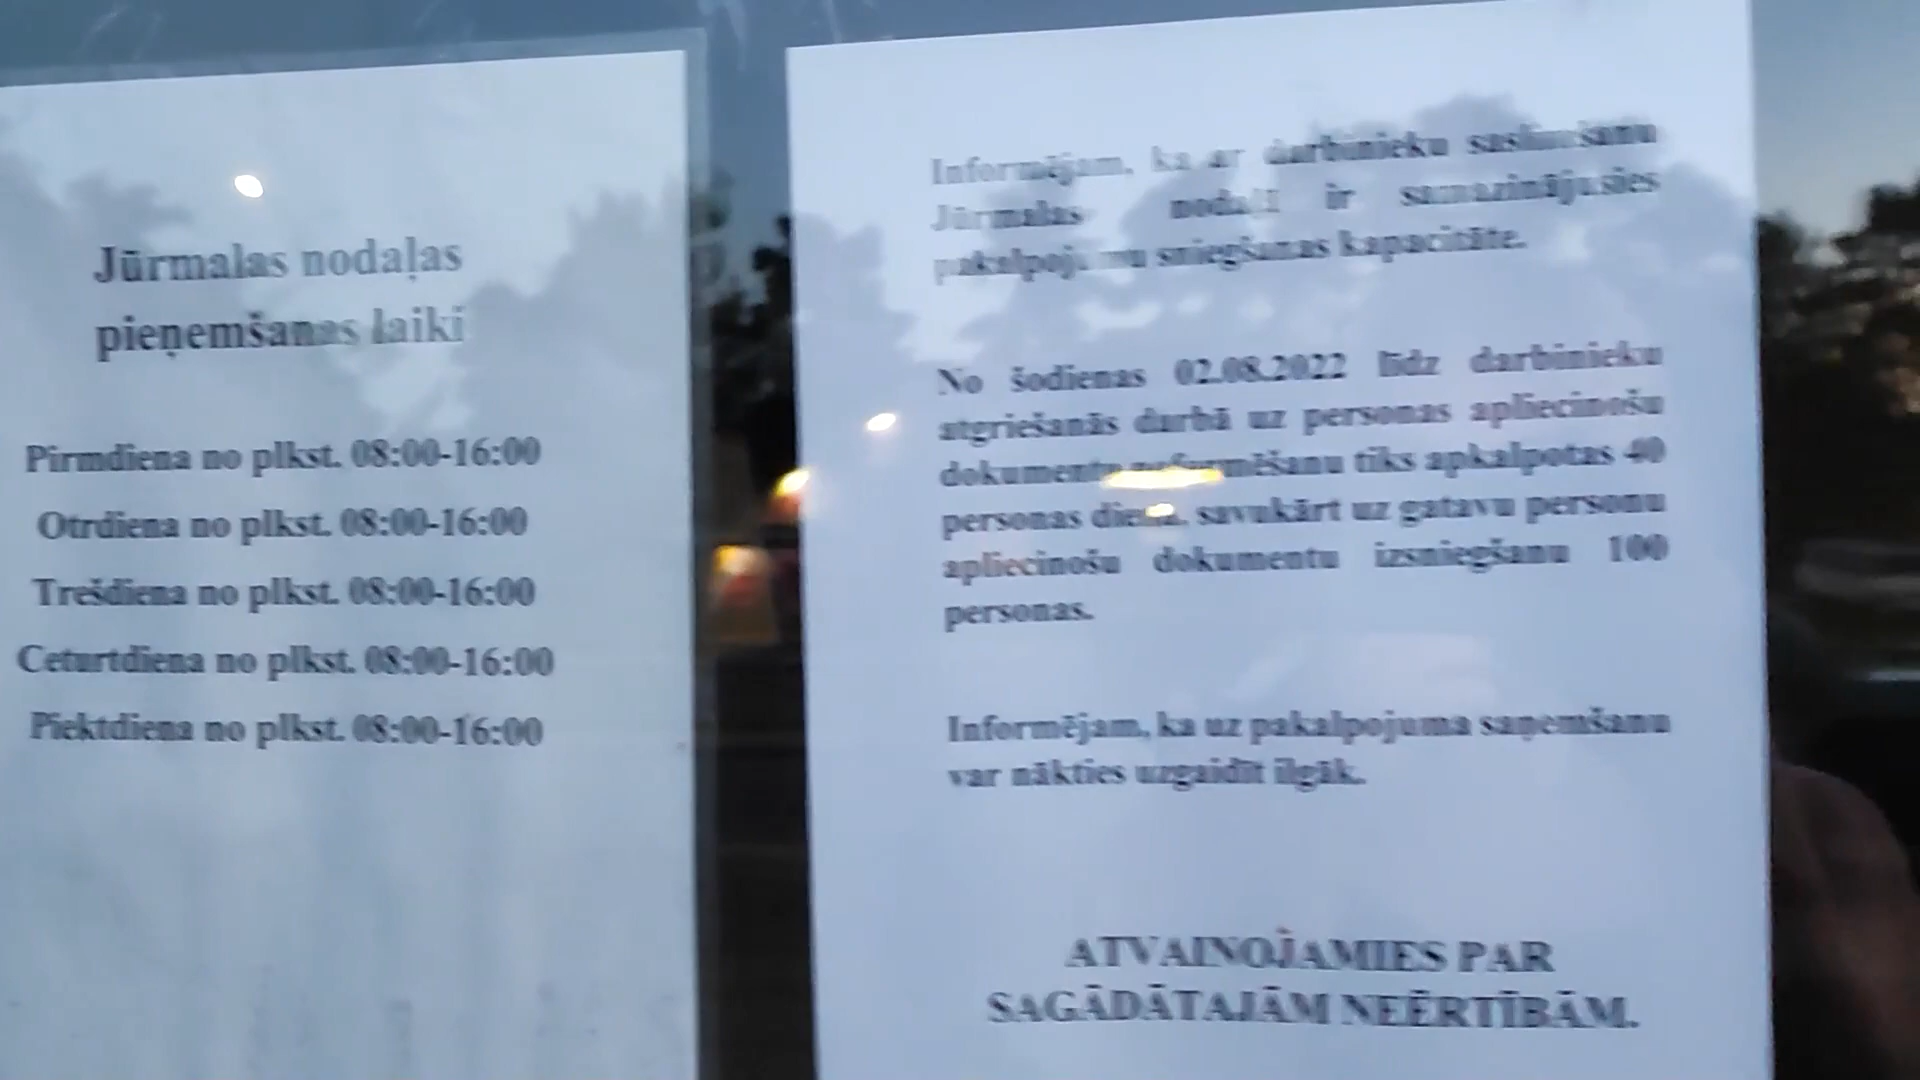 Jūrmalas nodaļas
pieņemšanas laiki
Pirmdiena no plkst. 08:00-16:00
Otrdiena no plkst. 08:00-16:00
Trešdiena no plkst. 08:00-16:00
Ceturtdiena no plkst. 08:00-16:00
Piektdiena no plkst. 08:00-16:00
Informējam, ka ar darbinieku saslimšanu
Jūrmalas nodaļā ir samazinājusies
pakalpojumu sniegšanas kapacitāte.
No šodienas 02.08.2022 līdz darbinieku
atgriešanās darbā uz personas apliecinošu
dokumentu noformēšanu tiks apkalpotas 40
personas dienā, savukārt uz gatavu personu
apliecinošu dokumentu izsniegšanu 100
personas.
Informējam, ka uz pakalpojuma saņemšanu
var nākties uzgaidīt ilgāk.
ATVAINOJAMIES PAR
SAGĀDĀTAJĀM NEĒRTĪBĀM.